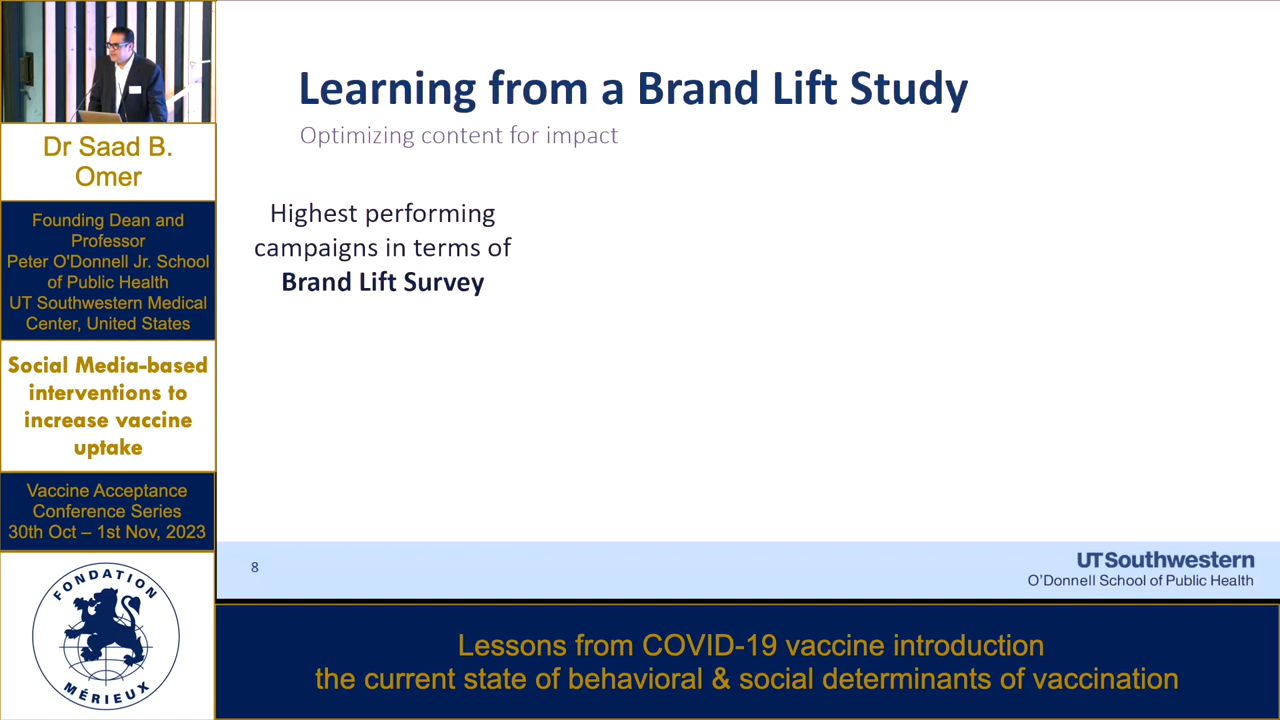 Dr Saad B.
Omer
Founding Dean and
Professor
Peter O'Donnell Jr. School
of Public Health
UT Southwestern Medical
Center, United States
Social Media-based
interventions to
increase vaccine
uptake
Vaccine Acceptance
Conference Series
30th Oct – 1st Nov, 2023
FONDATION
MÉRIEUX
Learning from a Brand Lift Study
Optimizing content for impact
Highest performing
campaigns in terms of
Brand Lift Survey
8
UTSouthwestern
O'Donnell School of Public Health
Lessons from COVID-19 vaccine introduction
the current state of behavioral & social determinants of vaccination